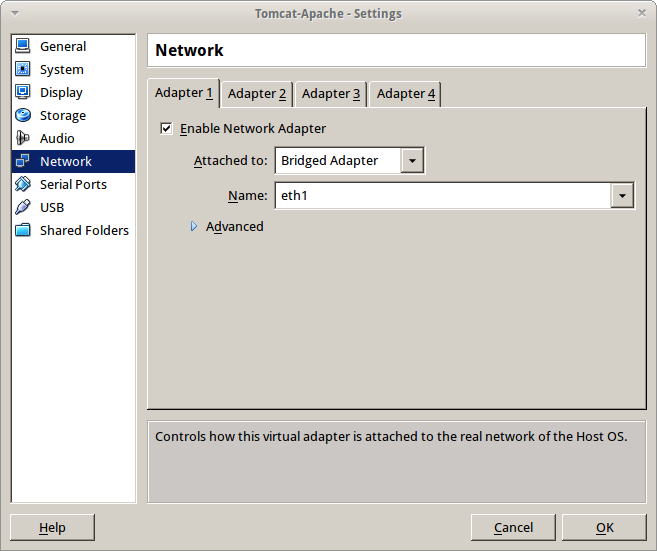 Tomcat-Apache - Settings
General
System
Display
Storage
Audio
Network
Serial Ports
USB
Shared Folders
Network
Adapter 1 Adapter 2 Adapter 3 Adapter 4
Enable Network Adapter
Attached to: Bridged Adapter
Name: eth1
Advanced
Controls how this virtual adapter is attached to the real network of the Host OS.
Help Cancel OK